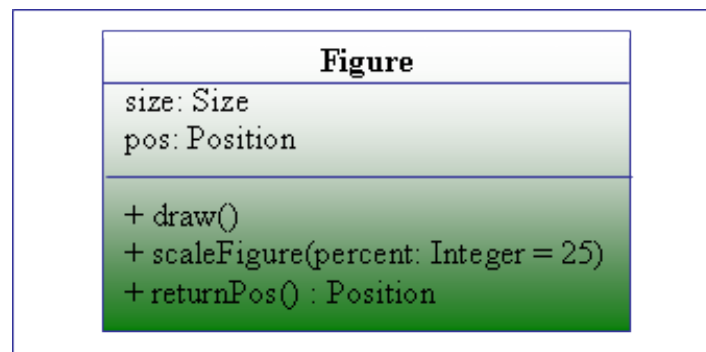 Figure
size: Size
pos: Position
+ draw()
+ scaleFigure(percent: Integer = 25)
+ returnPos() : Position